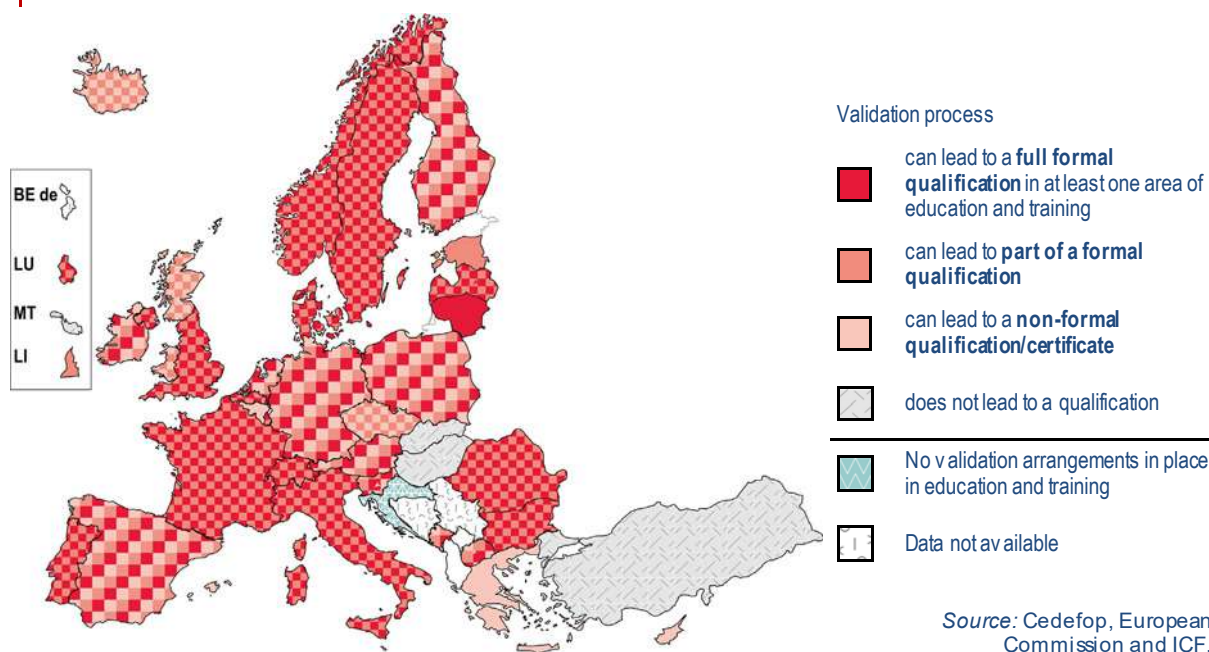 BE de
LU
MT
LI
Validation process
can lead to a full formal
qualification in at least one area of
education and training
can lead to part of a formal
qualification
can lead to a non-formal
qualification/certificate
does not lead to a qualification
No validation arrangements in place
in education and training
Data not available
Source: Cedefop, European
Commission and ICF.